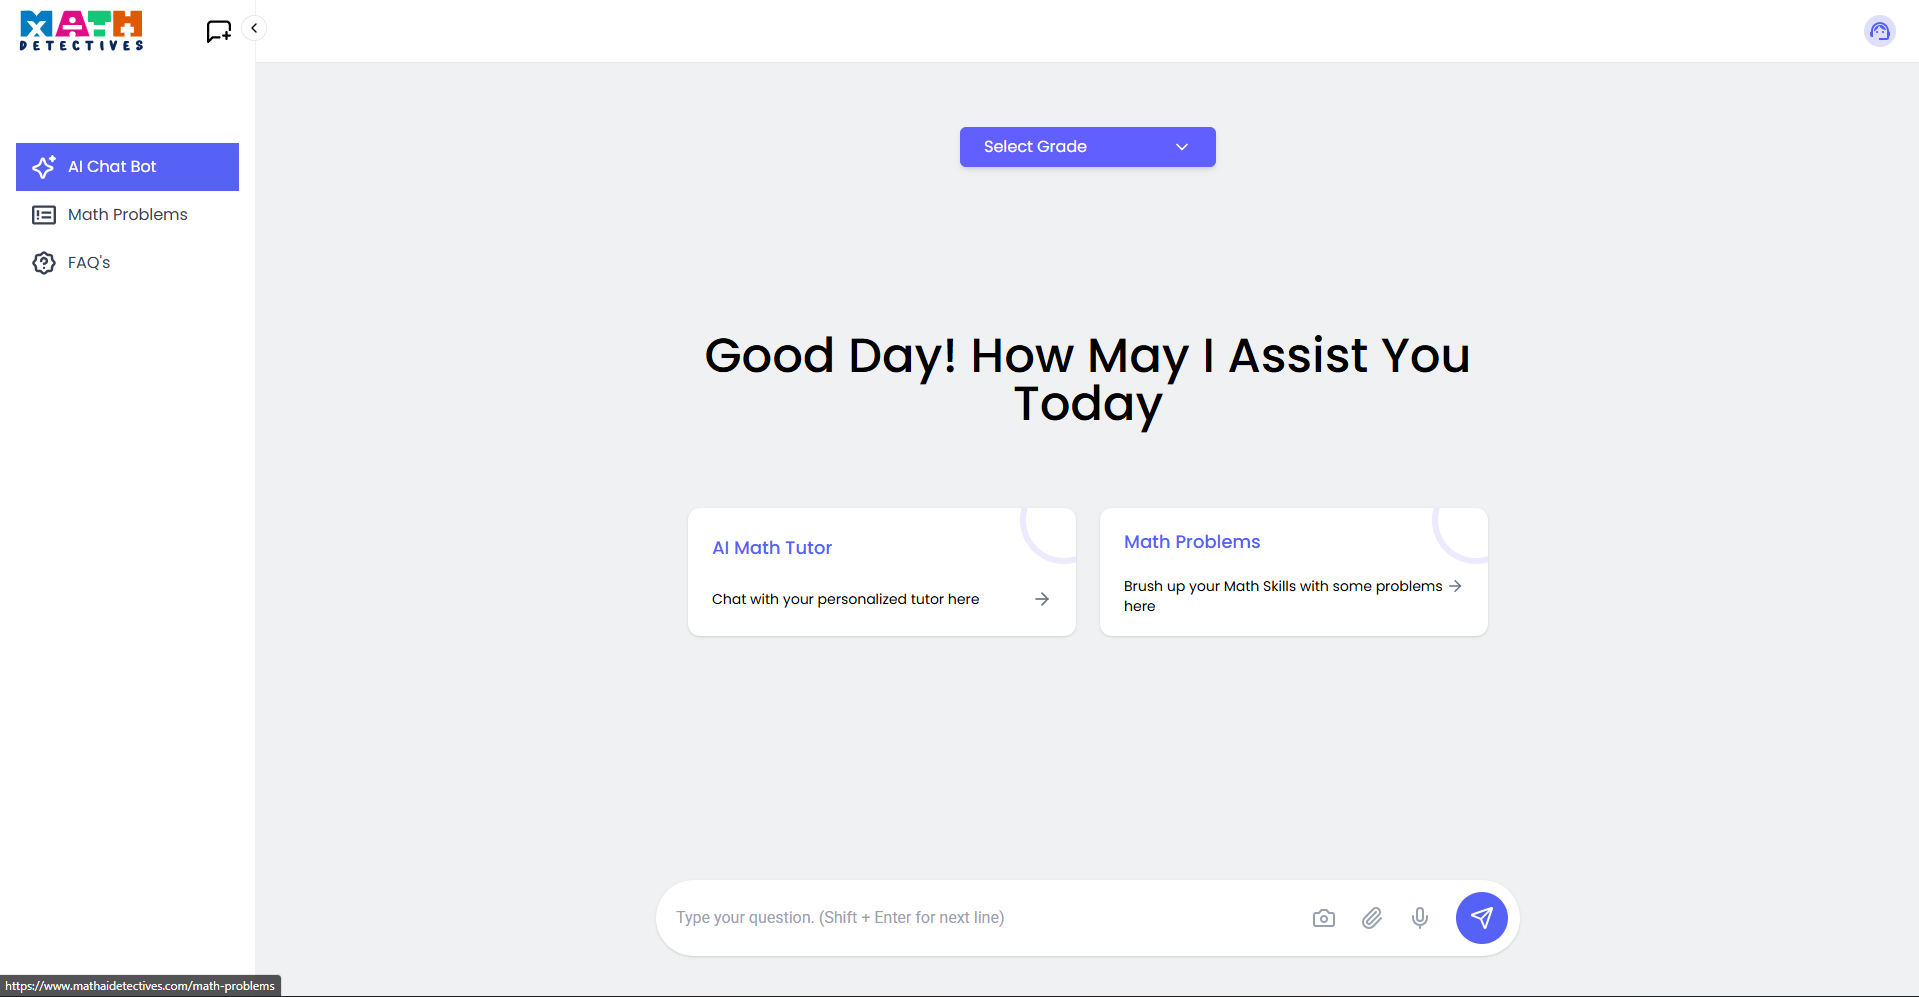 MATH
DETECTIVES
AI Chat Bot
Math Problems
FAQ's
Select Grade
Good Day! How May I Assist You
Today
AI Math Tutor
Chat with your personalized tutor here
Math Problems
Brush up your Math Skills with some problems
here
Type your question. (Shift + Enter for next line)
https://www.mathaidetectives.com/math-problems